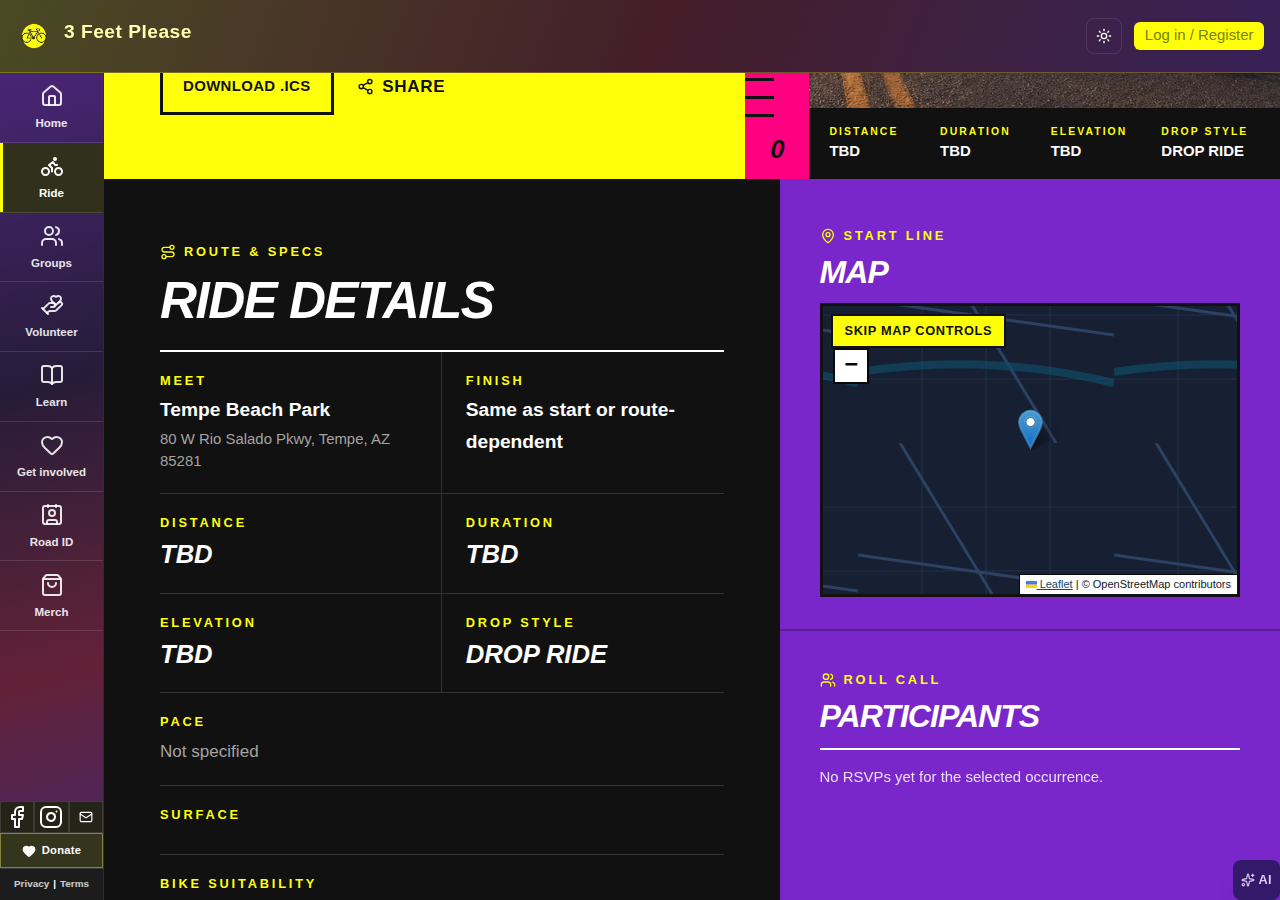 3 Feet Please
Log in / Register
Home
Ride
Groups
Volunteer
Learn
Get involved
Road ID
Merch
Donate
Privacy | Terms
DOWNLOAD .ICS
SHARE
0
DISTANCE
TBD
DURATION
TBD
ELEVATION
TBD
DROP STYLE
DROP RIDE
ROUTE & SPECS
RIDE DETAILS
MEET
Tempe Beach Park
80 W Rio Salado Pkwy, Tempe, AZ
85281
FINISH
Same as start or route-
dependent
DISTANCE
TBD
DURATION
TBD
ELEVATION
TBD
DROP STYLE
DROP RIDE
PACE
Not specified
SURFACE
BIKE SUITABILITY
START LINE
MAP
SKIP MAP CONTROLS
−
Leaflet | © OpenStreetMap contributors
ROLL CALL
PARTICIPANTS
No RSVPs yet for the selected occurrence.
AI